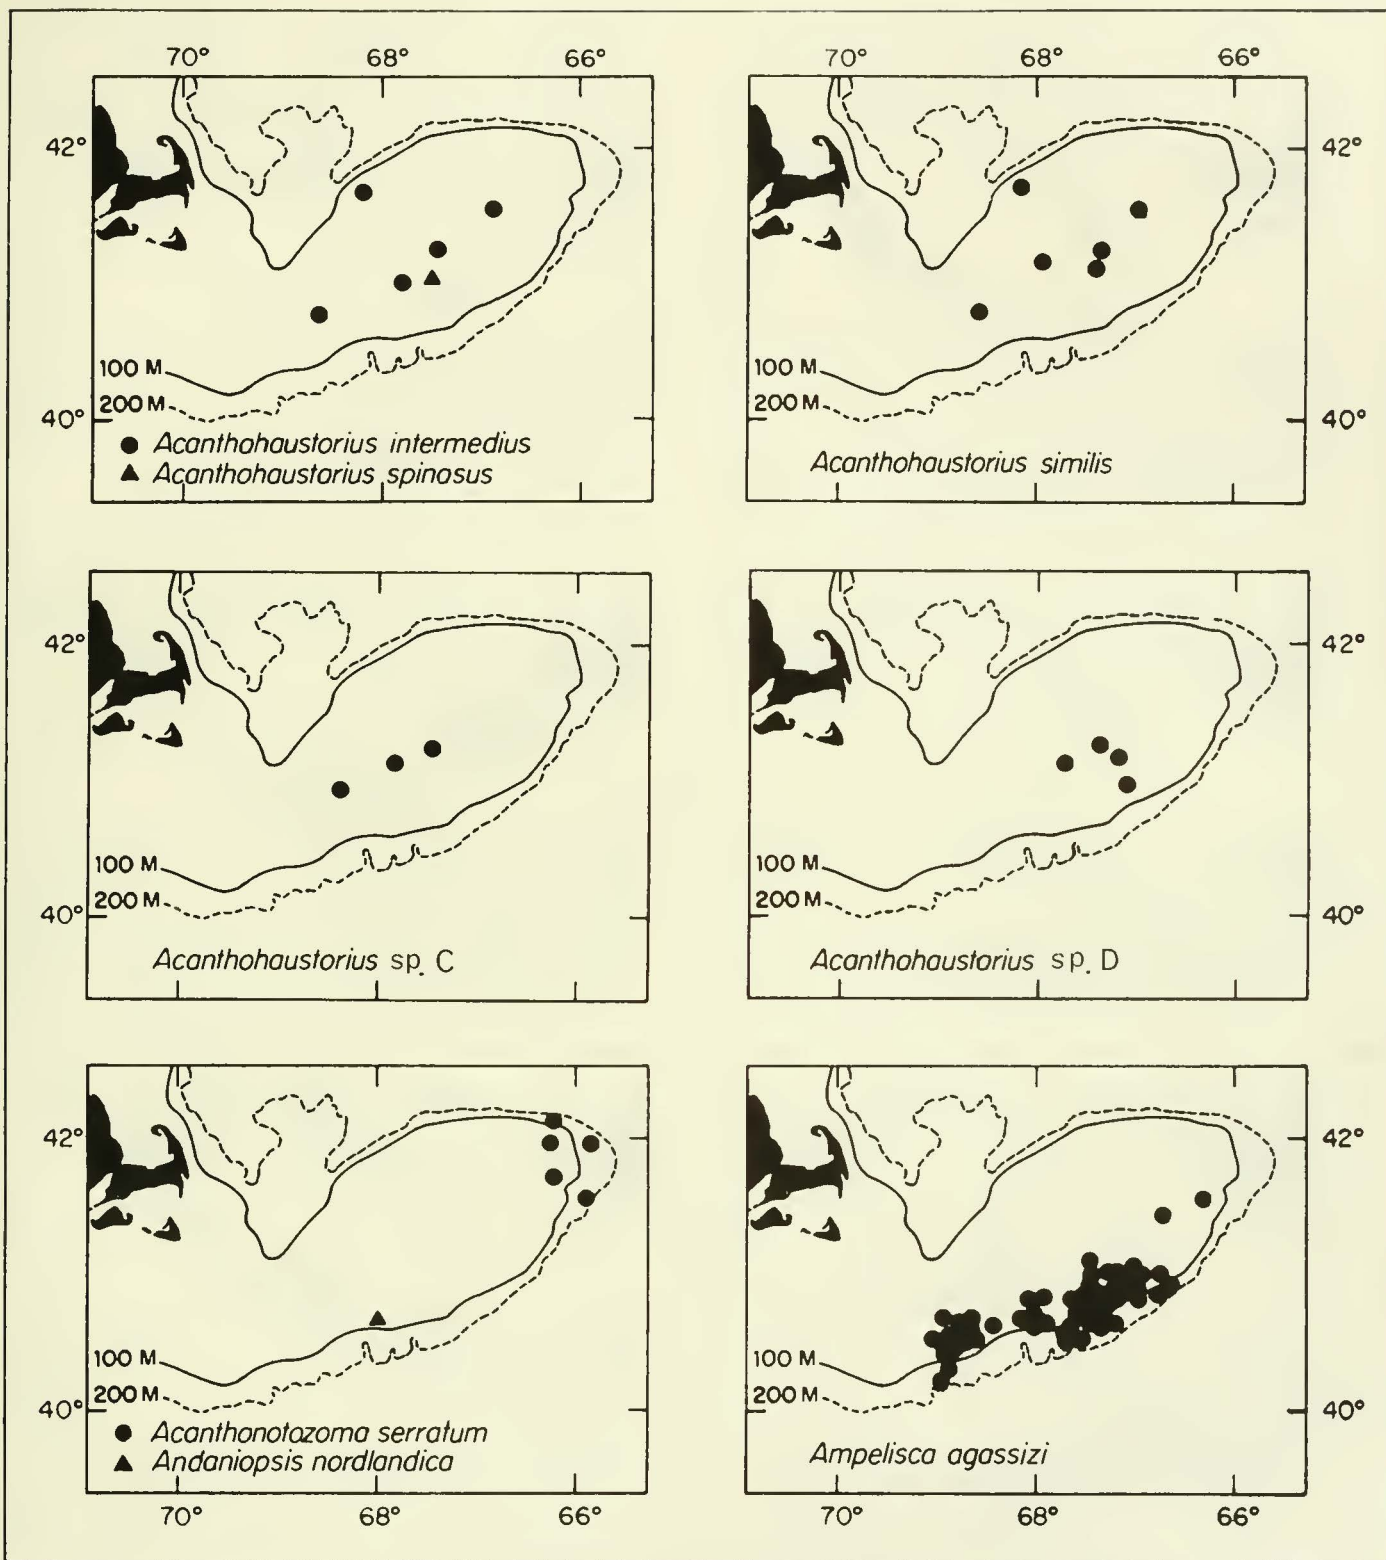 70° 68° 66° 70° 68° 66°
42° 42°
100 M 100 M
200 M 200 M
40° 40°
● Acanthohaustorius intermedius
▲ Acanthohaustorius spinosus
Acanthohaustorius similis
42° 42°
100 M 100 M
200 M 200 M
40° 40°
Acanthohaustorius sp. C
Acanthohaustorius sp. D
42° 42°
100 M 100 M
200 M 200 M
40° 40°
● Acanthonotozoma serratum
▲ Andaniopsis nordlandica
Ampelisca agassizi
70° 68° 66° 70° 68° 66°